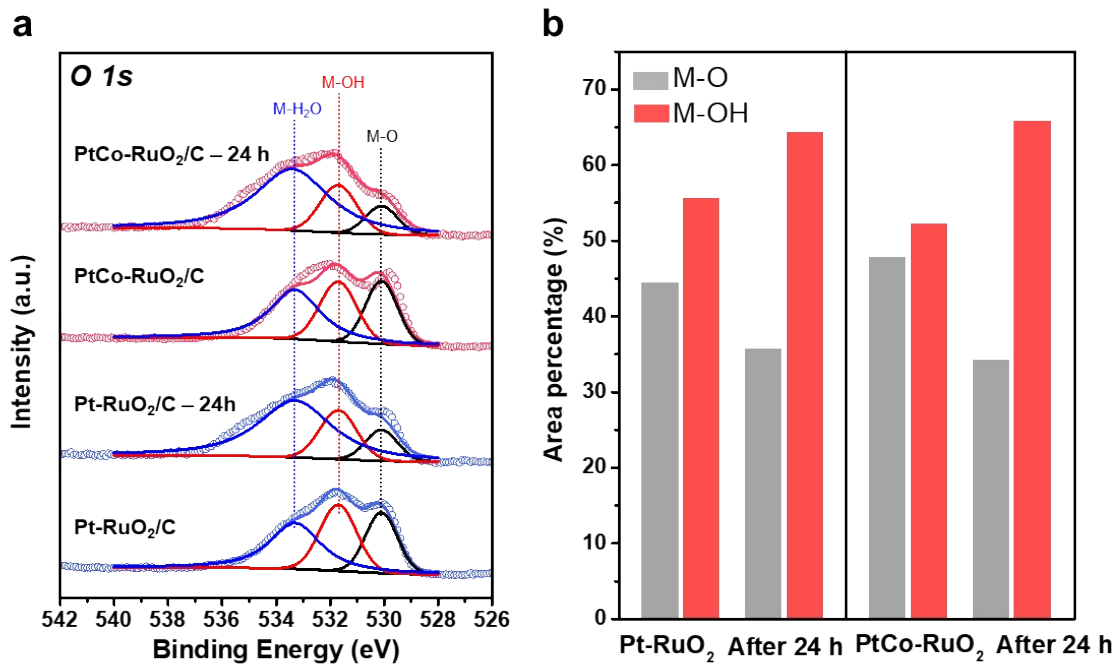 a
O 1s
M-OH
M-H₂O
M-O
PtCo-RuO₂/C – 24 h
PtCo-RuO₂/C
Pt-RuO₂/C – 24h
Pt-RuO₂/C
Intensity (a.u.)
542 540 538 536 534 532 530 528 526
Binding Energy (eV)
b
M-O
M-OH
70
60
50
40
30
20
10
0
Area percentage (%)
Pt-RuO₂ After 24 h PtCo-RuO₂ After 24 h